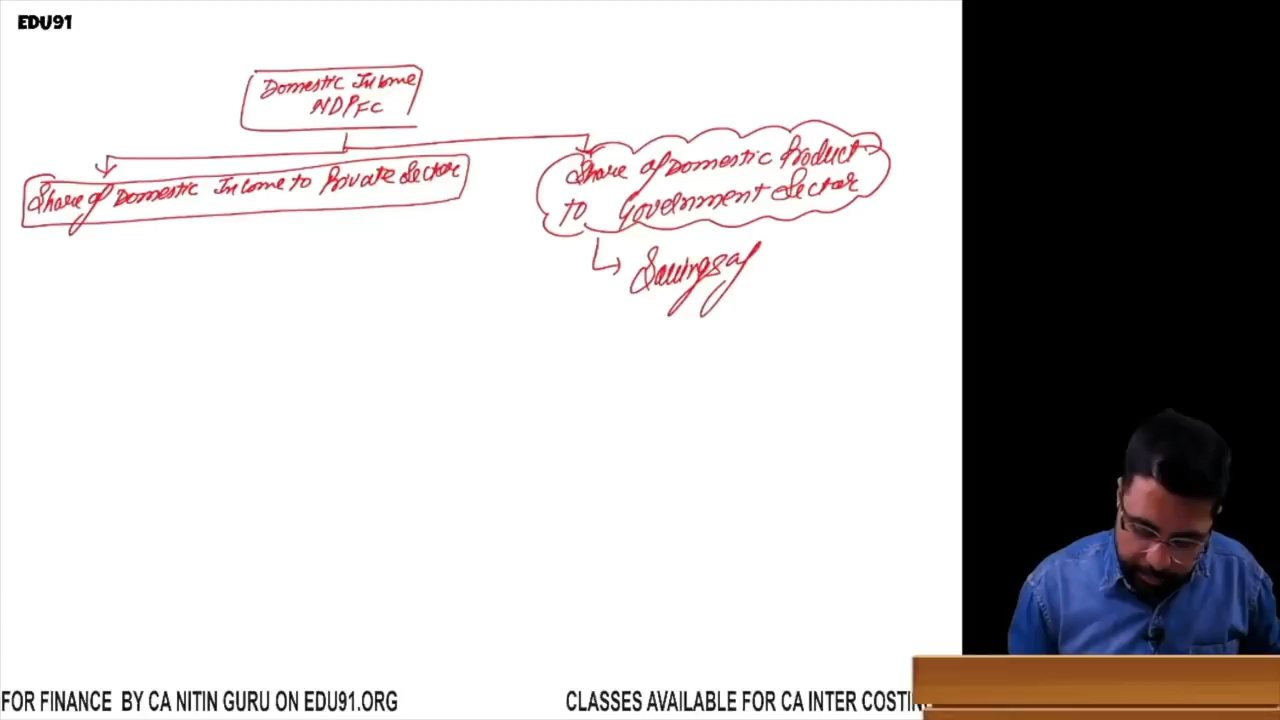 EDU91
Domestic Income
NDPFC
Share of Domestic Income to Private Sector
Share of Domestic Product
to Government Sector
Savings of
FOR FINANCE BY CA NITIN GURU ON EDU91.ORG
CLASSES AVAILABLE FOR CA INTER COSTIN